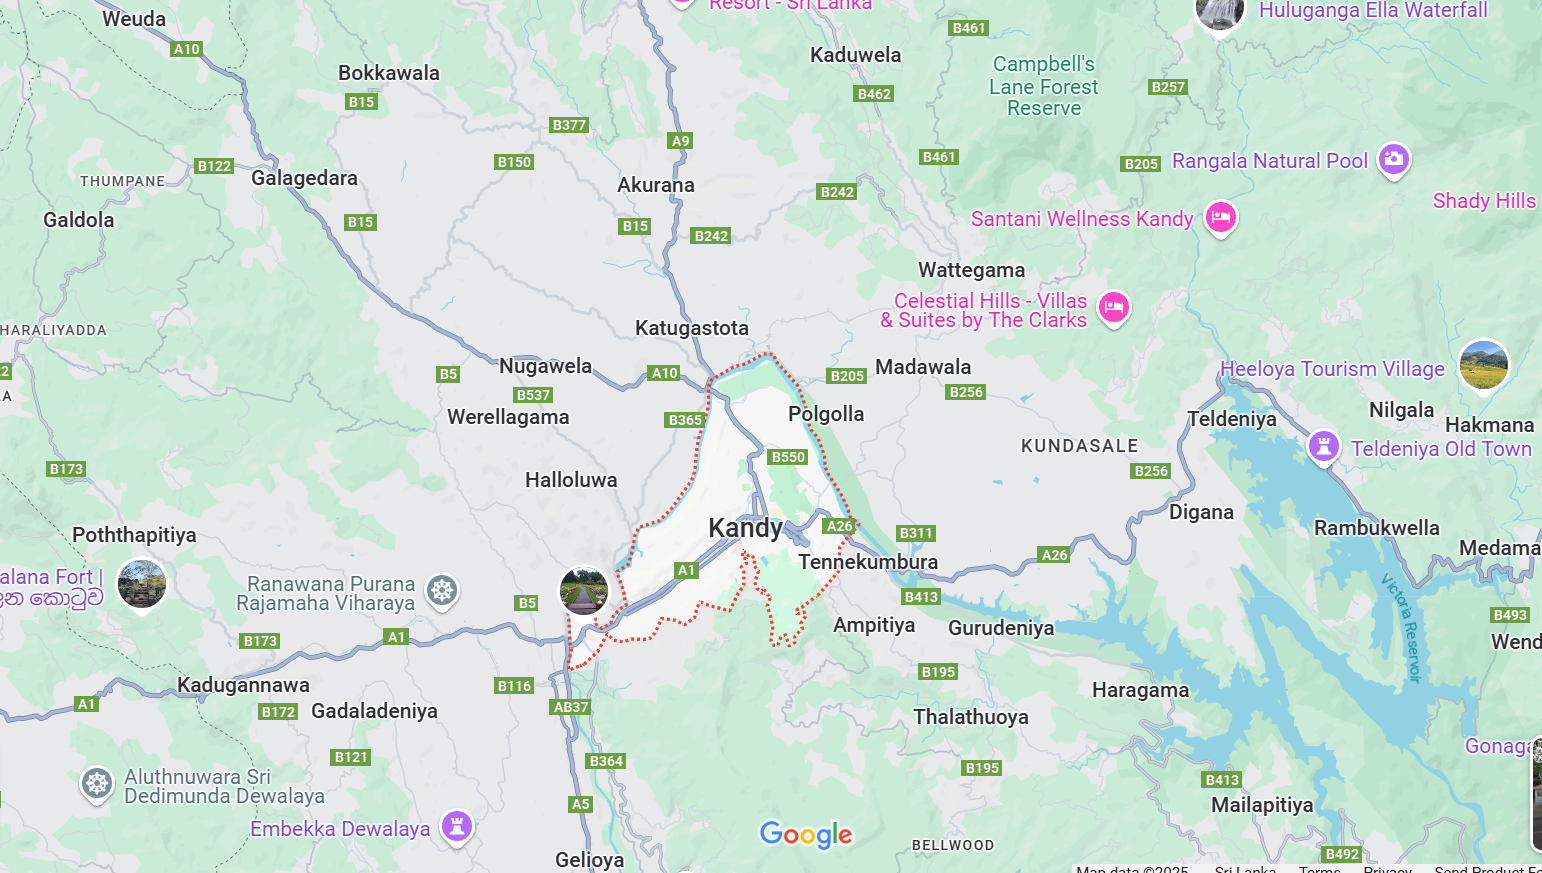 Weuda
Resort - Sri Lanka
Huluganga Ella Waterfall
A10
B461
Kaduwela
Bokkawala
Campbell's
Lane Forest
Reserve
B15
B462
B257
B377
A9
B150
B461
B205
Rangala Natural Pool
B122
Galagedara
THUMPANE
Akurana
B242
Shady Hills
Galdola
B15
B15
B242
Santani Wellness Kandy
Wattegama
Celestial Hills - Villas
& Suites by The Clarks
HARALIYADDA
Katugastota
Nugawela
A10
B5
B205
Madawala
Heeloya Tourism Village
B537
B256
Werellagama
B365
Polgolla
Teldeniya
Nilgala
Hakmana
KUNDASALE
Teldeniya Old Town
B173
B550
B256
Halloluwa
Digana
Poththapitiya
Kandy
A26
B311
Rambukwella
A26
Medama
Tennekumbura
alana Fort |
කොටුව
Ranawana Purana
Rajamaha Viharaya
A1
B5
B413
Victoria Reservoir
B493
B173
A1
Ampitiya
Gurudeniya
Wend
B195
Kadugannawa
B116
Haragama
A1
B172
Gadaladeniya
AB37
Thalathuoya
Gonaga
B121
B364
B195
Aluthnuwara Sri
Dedimunda Dewalaya
B413
A5
Mailapitiya
Embekka Dewalaya
Google
BELLWOOD
B492
Gelioya
Map data ©2025
Sri Lanka
Terms
Privacy
Send Product Fe